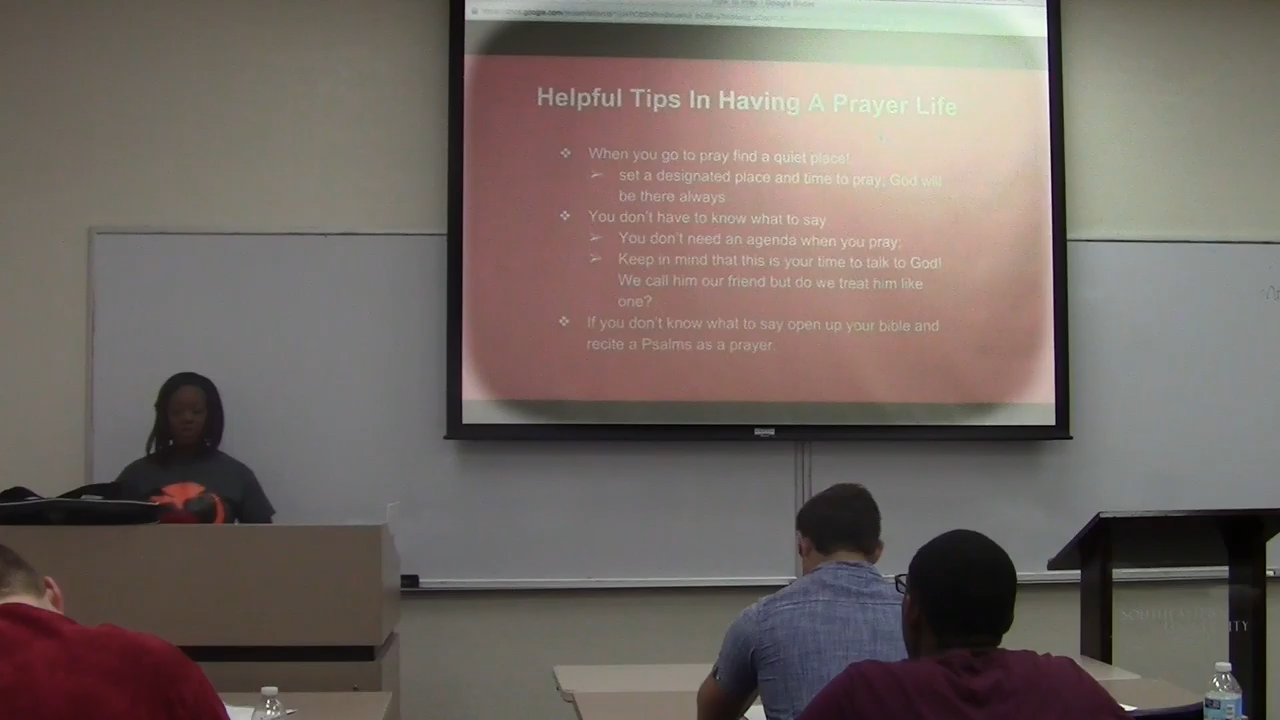 Helpful Tips In Having A Prayer Life
❖ When you go to pray find a quiet place!
➢ set a designated place and time to pray, God will
be there always
❖ You don't have to know what to say
➢ You don't need an agenda when you pray;
➢ Keep in mind that this is your time to talk to God!
We call him our friend but do we treat him like
one?
❖ If you don't know what to say open up your bible and
recite a Psalms as a prayer.